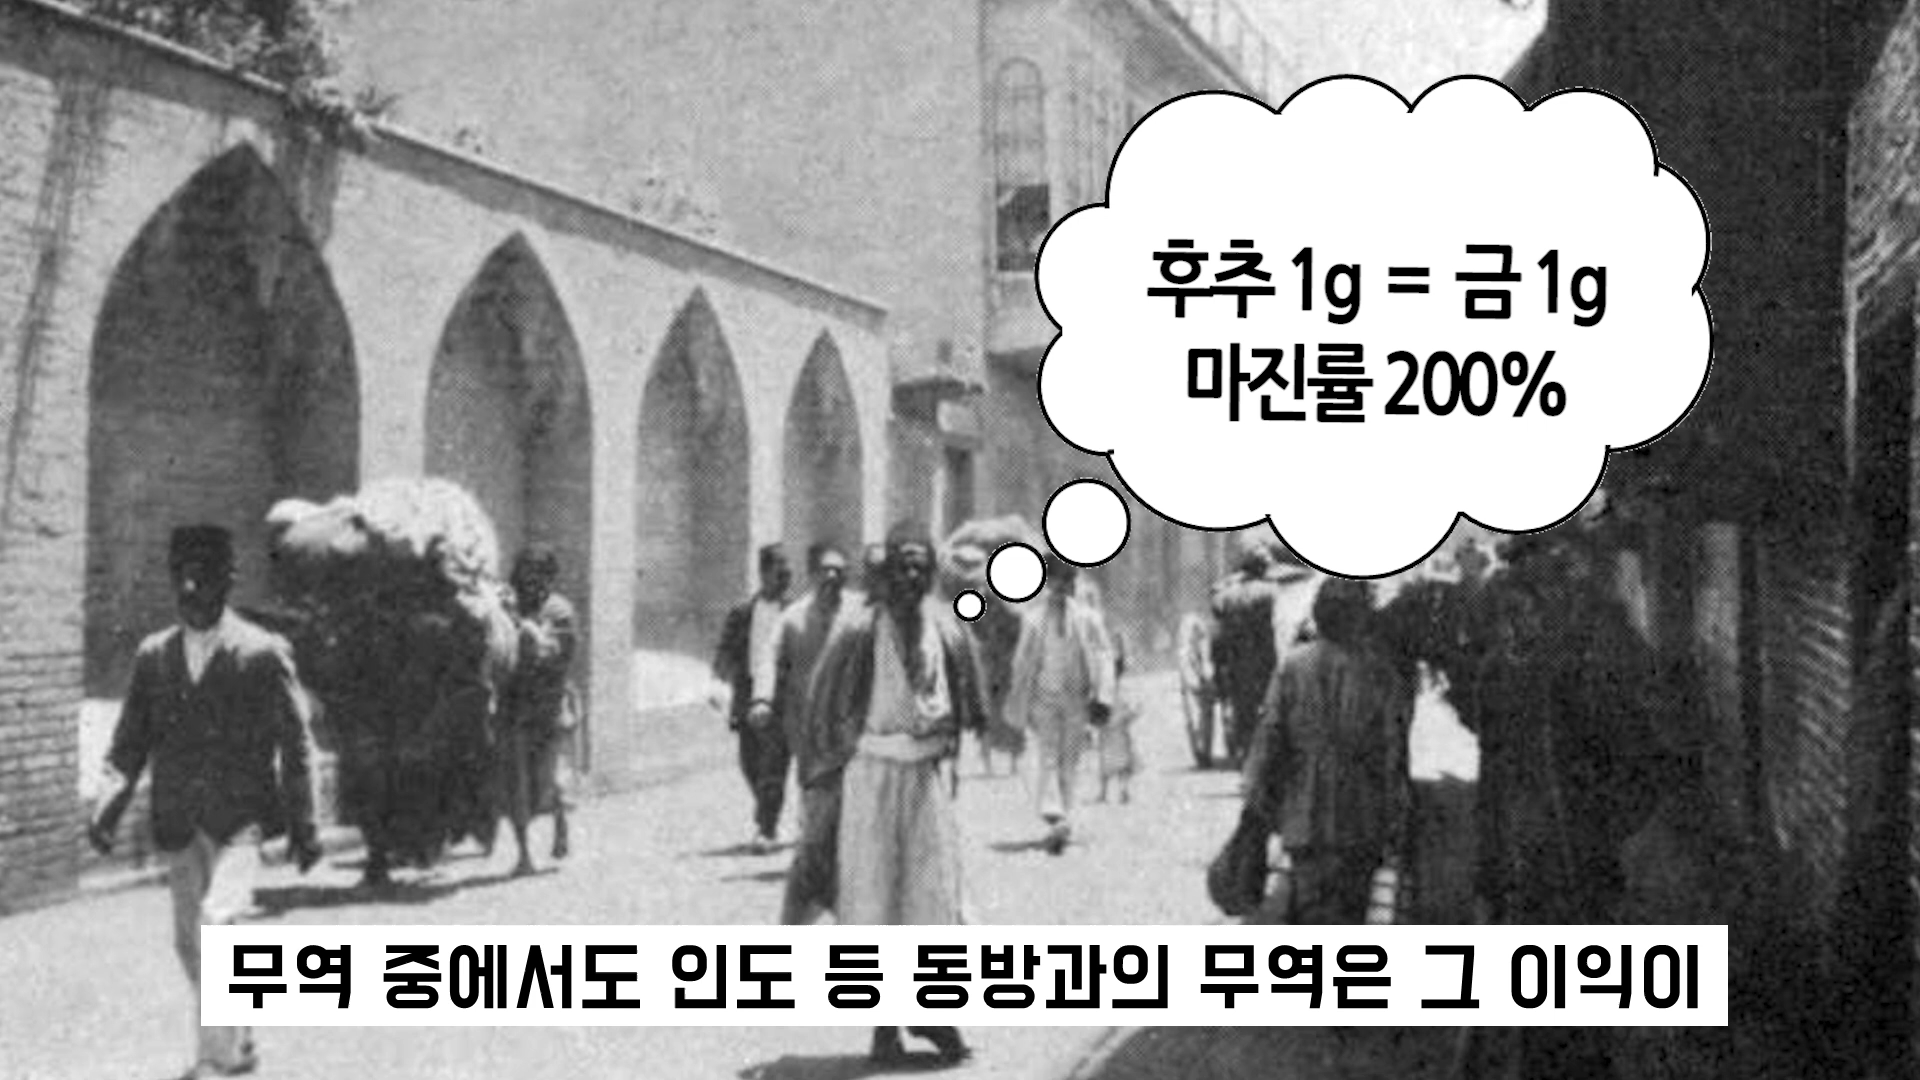 후추 1g = 금 1g
마진률 200%
무역 중에서도 인도 등 동방과의 무역은 그 이익이